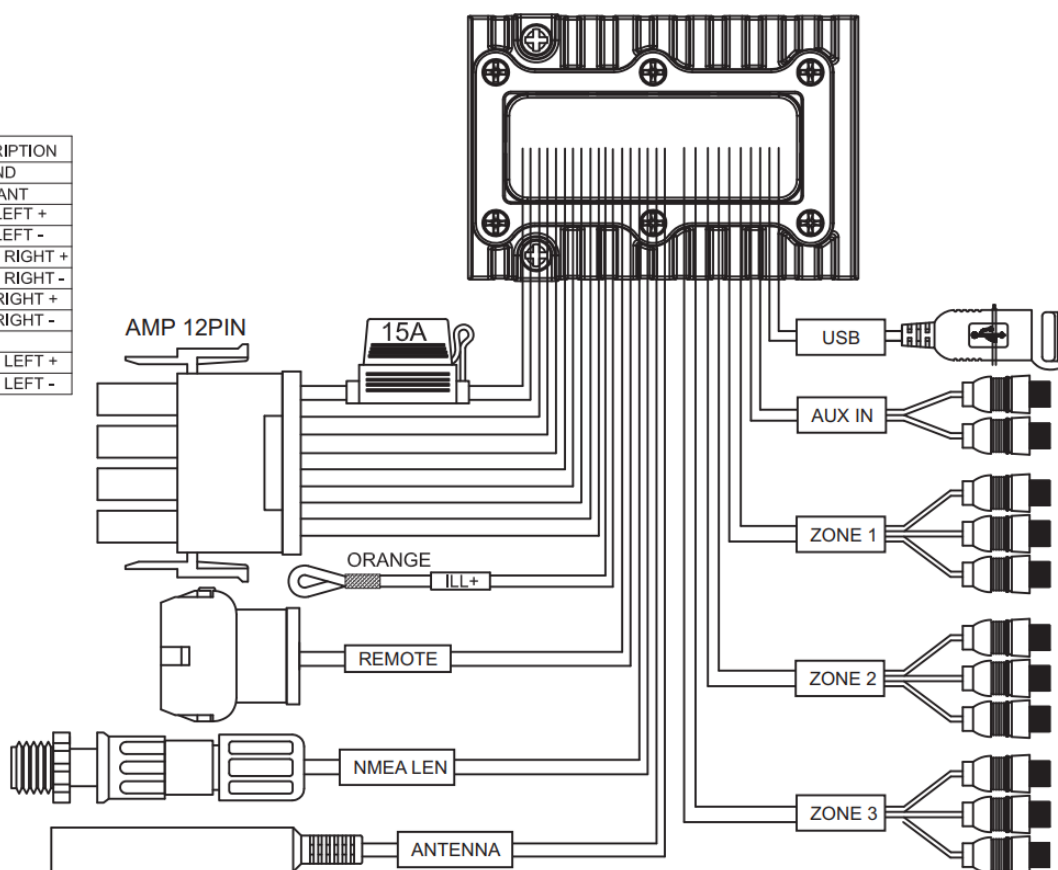 RIPTION
ND
ANT
LEFT +
LEFT -
RIGHT +
RIGHT -
RIGHT +
RIGHT -
LEFT +
LEFT -
AMP 12PIN
15A
ORANGE
ILL+
REMOTE
NMEA LEN
ANTENNA
USB
AUX IN
ZONE 1
ZONE 2
ZONE 3